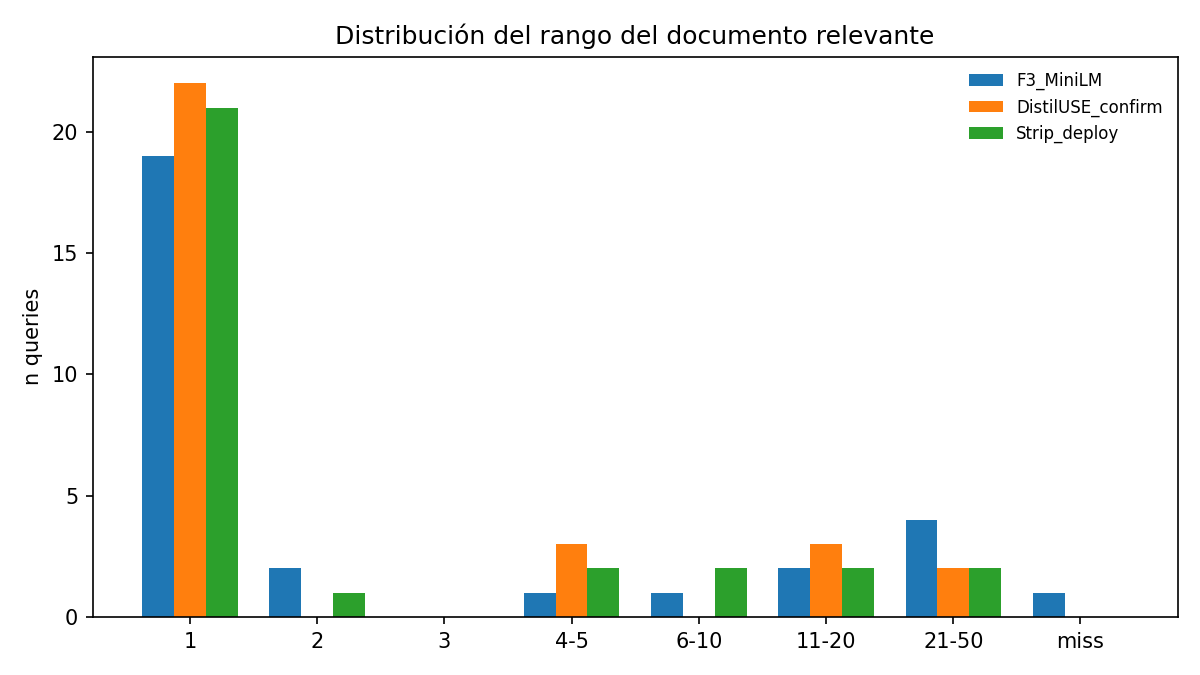 Distribución del rango del documento relevante
F3_MiniLM
DistilUSE_confirm
Strip_deploy
n queries
20
15
10
5
0
1 2 3 4-5 6-10 11-20 21-50 miss